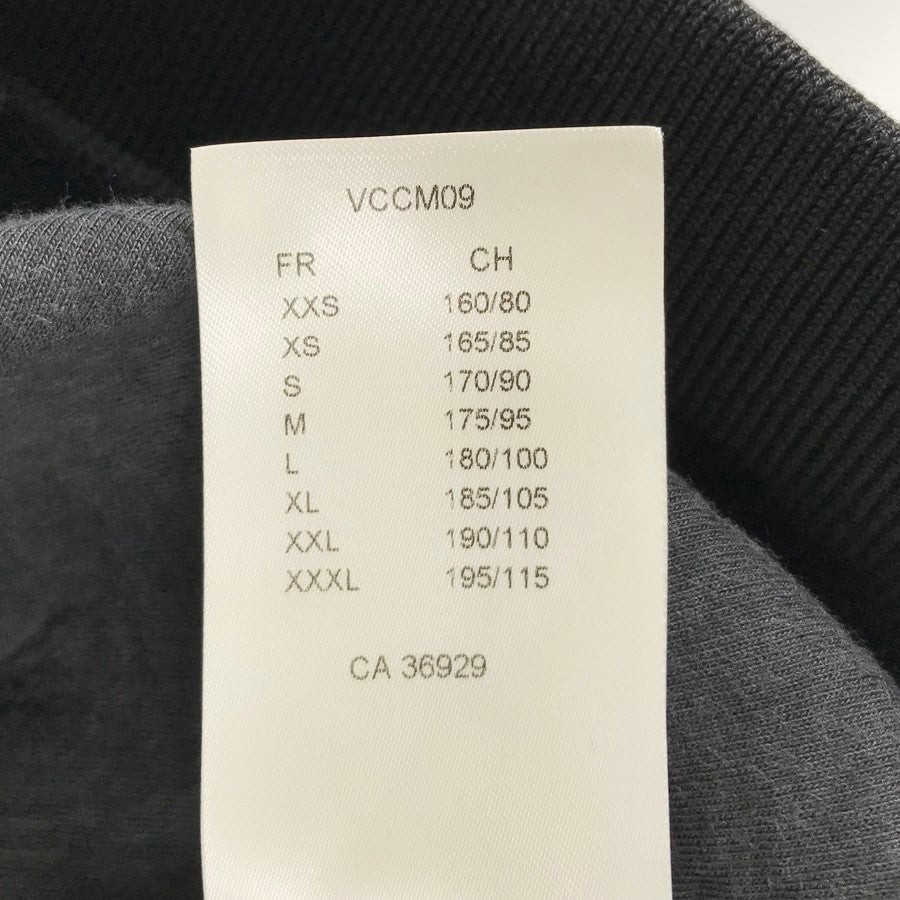 VCCM09
FR CH
XXS 160/80
XS 165/85
S 170/90
M 175/95
L 180/100
XL 185/105
XXL 190/110
XXXL 195/115
CA 36929